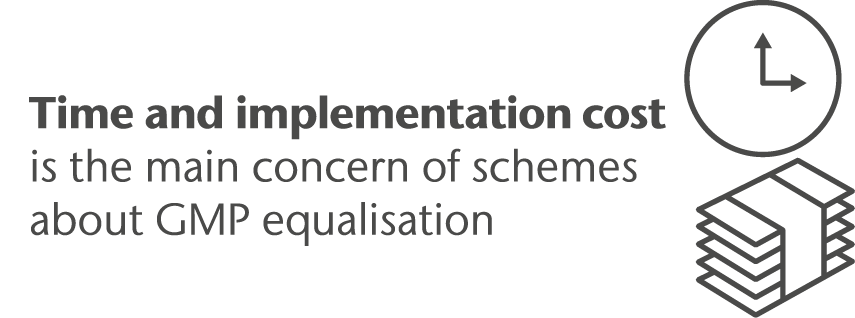 Time and implementation cost
is the main concern of schemes
about GMP equalisation